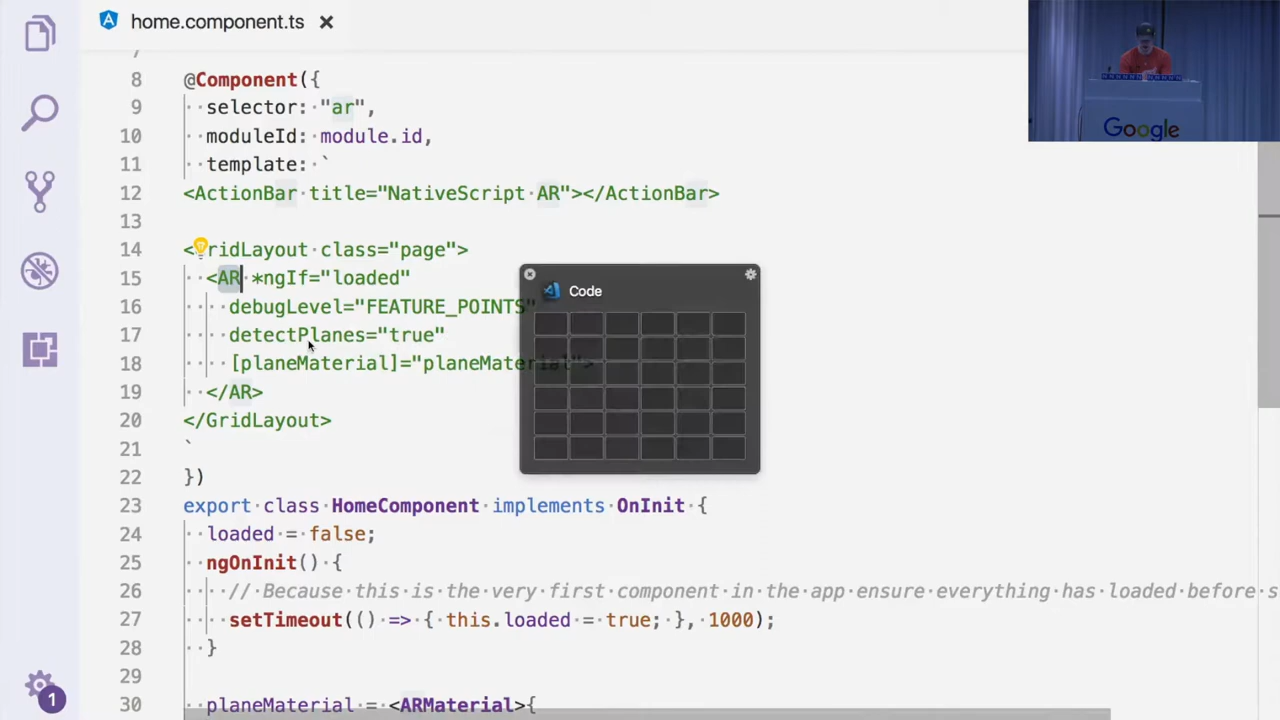 home.component.ts
Google
7
8 @Component({
9 selector: "ar",
10 moduleId: module.id,
11 template: `
12 <ActionBar title="NativeScript AR"></ActionBar>
13
14 <GridLayout class="page">
15 <AR *ngIf="loaded"
16 debugLevel="FEATURE_POINTS"
17 detectPlanes="true"
18 [planeMaterial]="planeMaterial">
19 </AR>
20 </GridLayout>
21 `
22 })
23 export class HomeComponent implements OnInit {
24 loaded = false;
25 ngOnInit() {
26 // Because this is the very first component in the app ensure everything has loaded before s
27 setTimeout(() => { this.loaded = true; }, 1000);
28 }
29
30 planeMaterial = <ARMaterial>{
Code
1